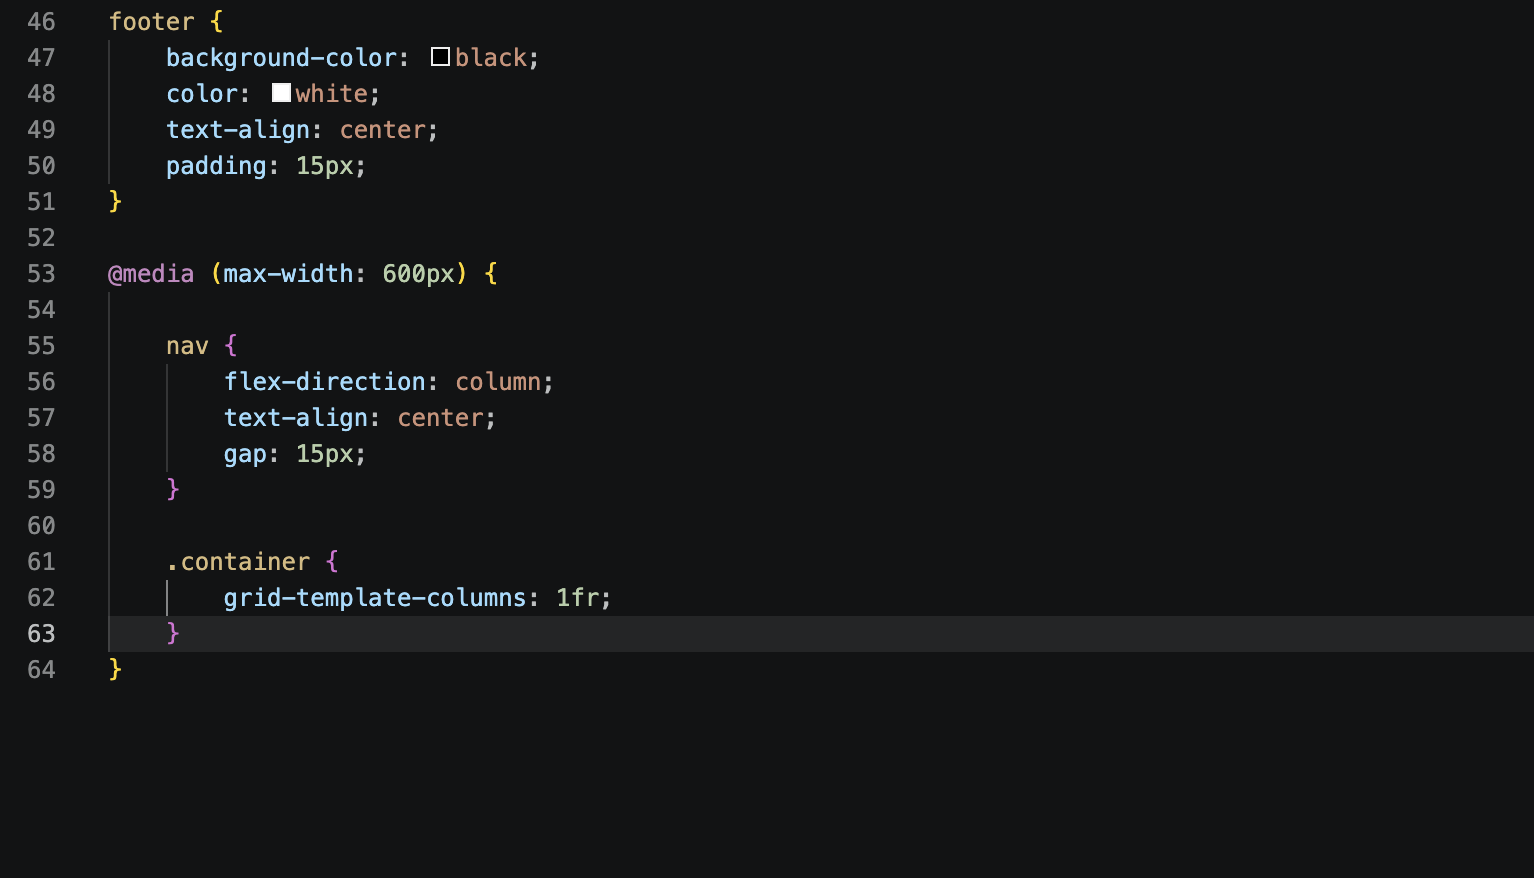 46 footer {
47     background-color: black;
48     color: white;
49     text-align: center;
50     padding: 15px;
51 }
52
53 @media (max-width: 600px) {
54
55     nav {
56         flex-direction: column;
57         text-align: center;
58         gap: 15px;
59     }
60
61     .container {
62         grid-template-columns: 1fr;
63     }
64 }